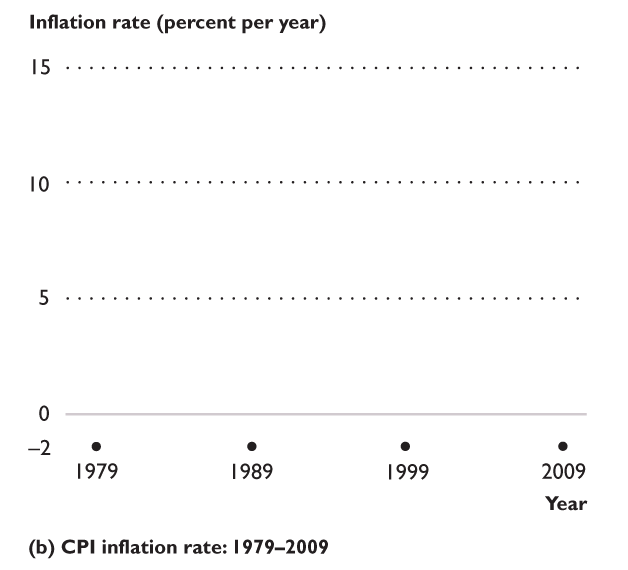 Inflation rate (percent per year)
15
10
5
0
–2
1979 1989 1999 2009
Year
(b) CPI inflation rate: 1979–2009